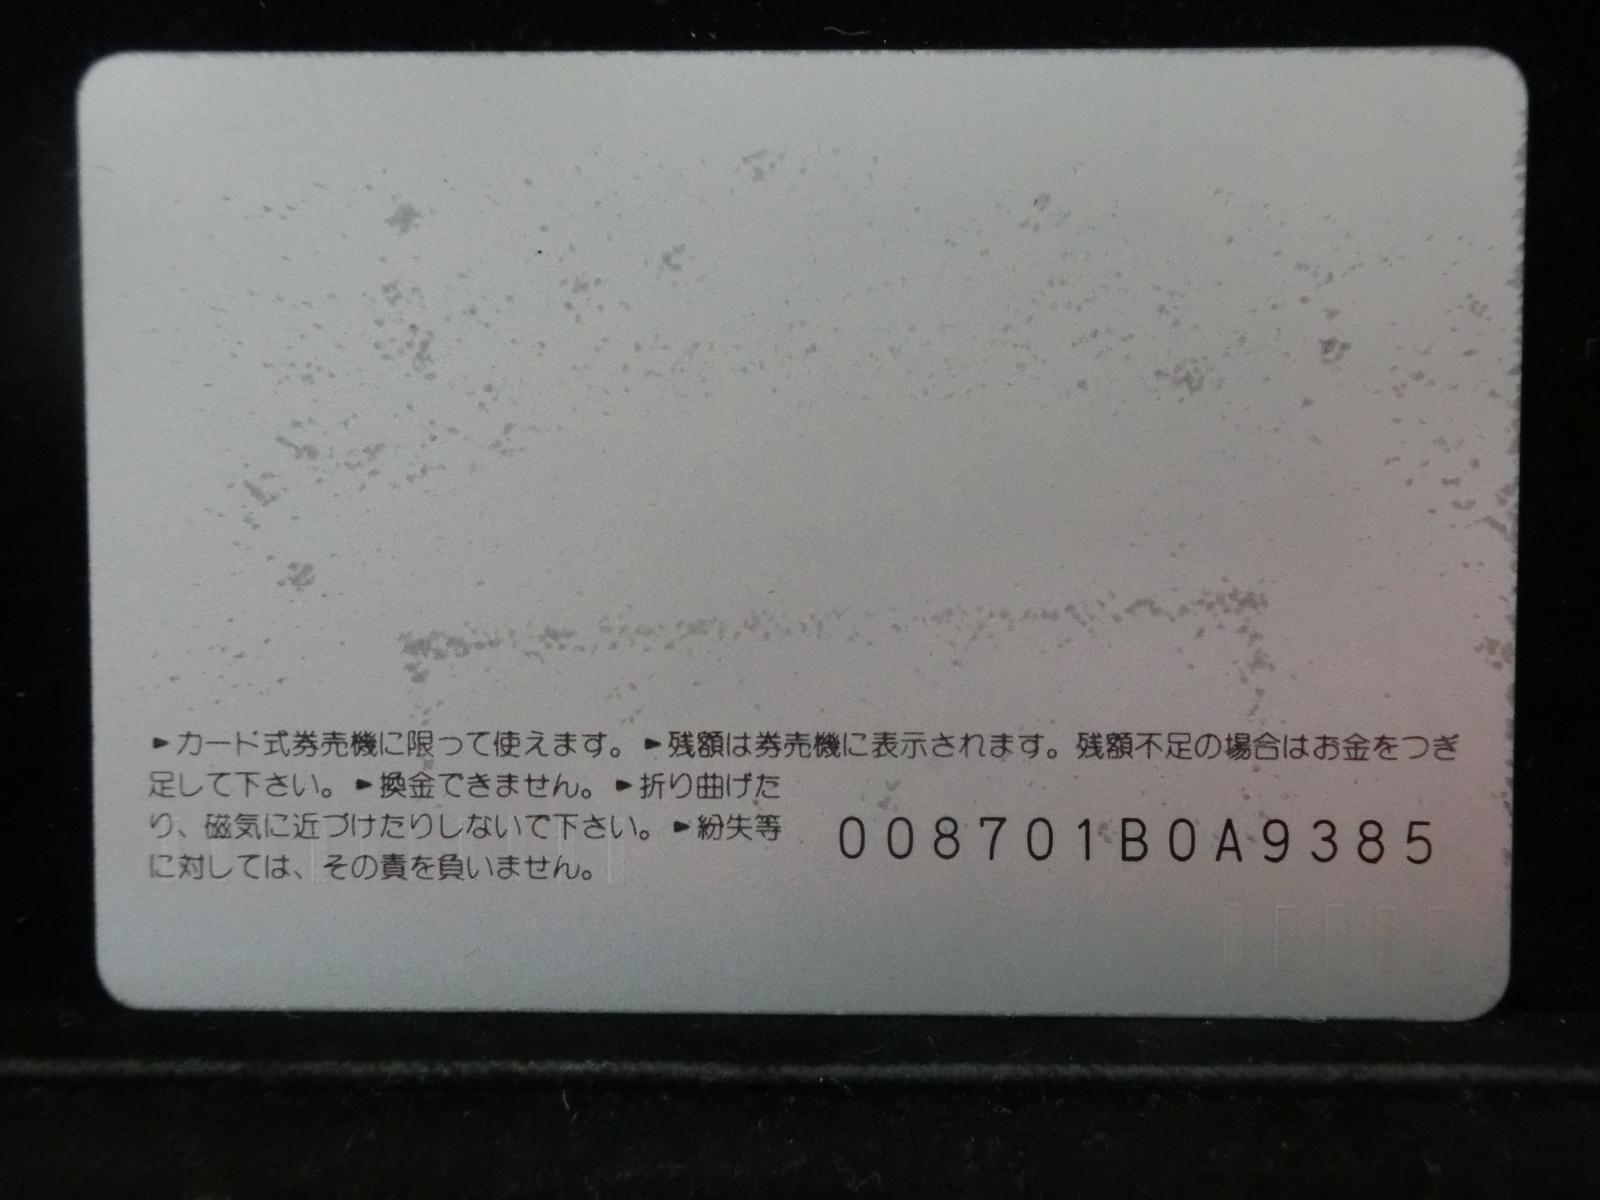 ►カード式券売機に限って使えます。►残額は券売機に表示されます。残額不足の場合はお金をつぎ
足して下さい。►換金できません。►折り曲げた
り、磁気に近づけたりしないで下さい。►紛失等
に対しては、その責を負いません。
008701B0A9385